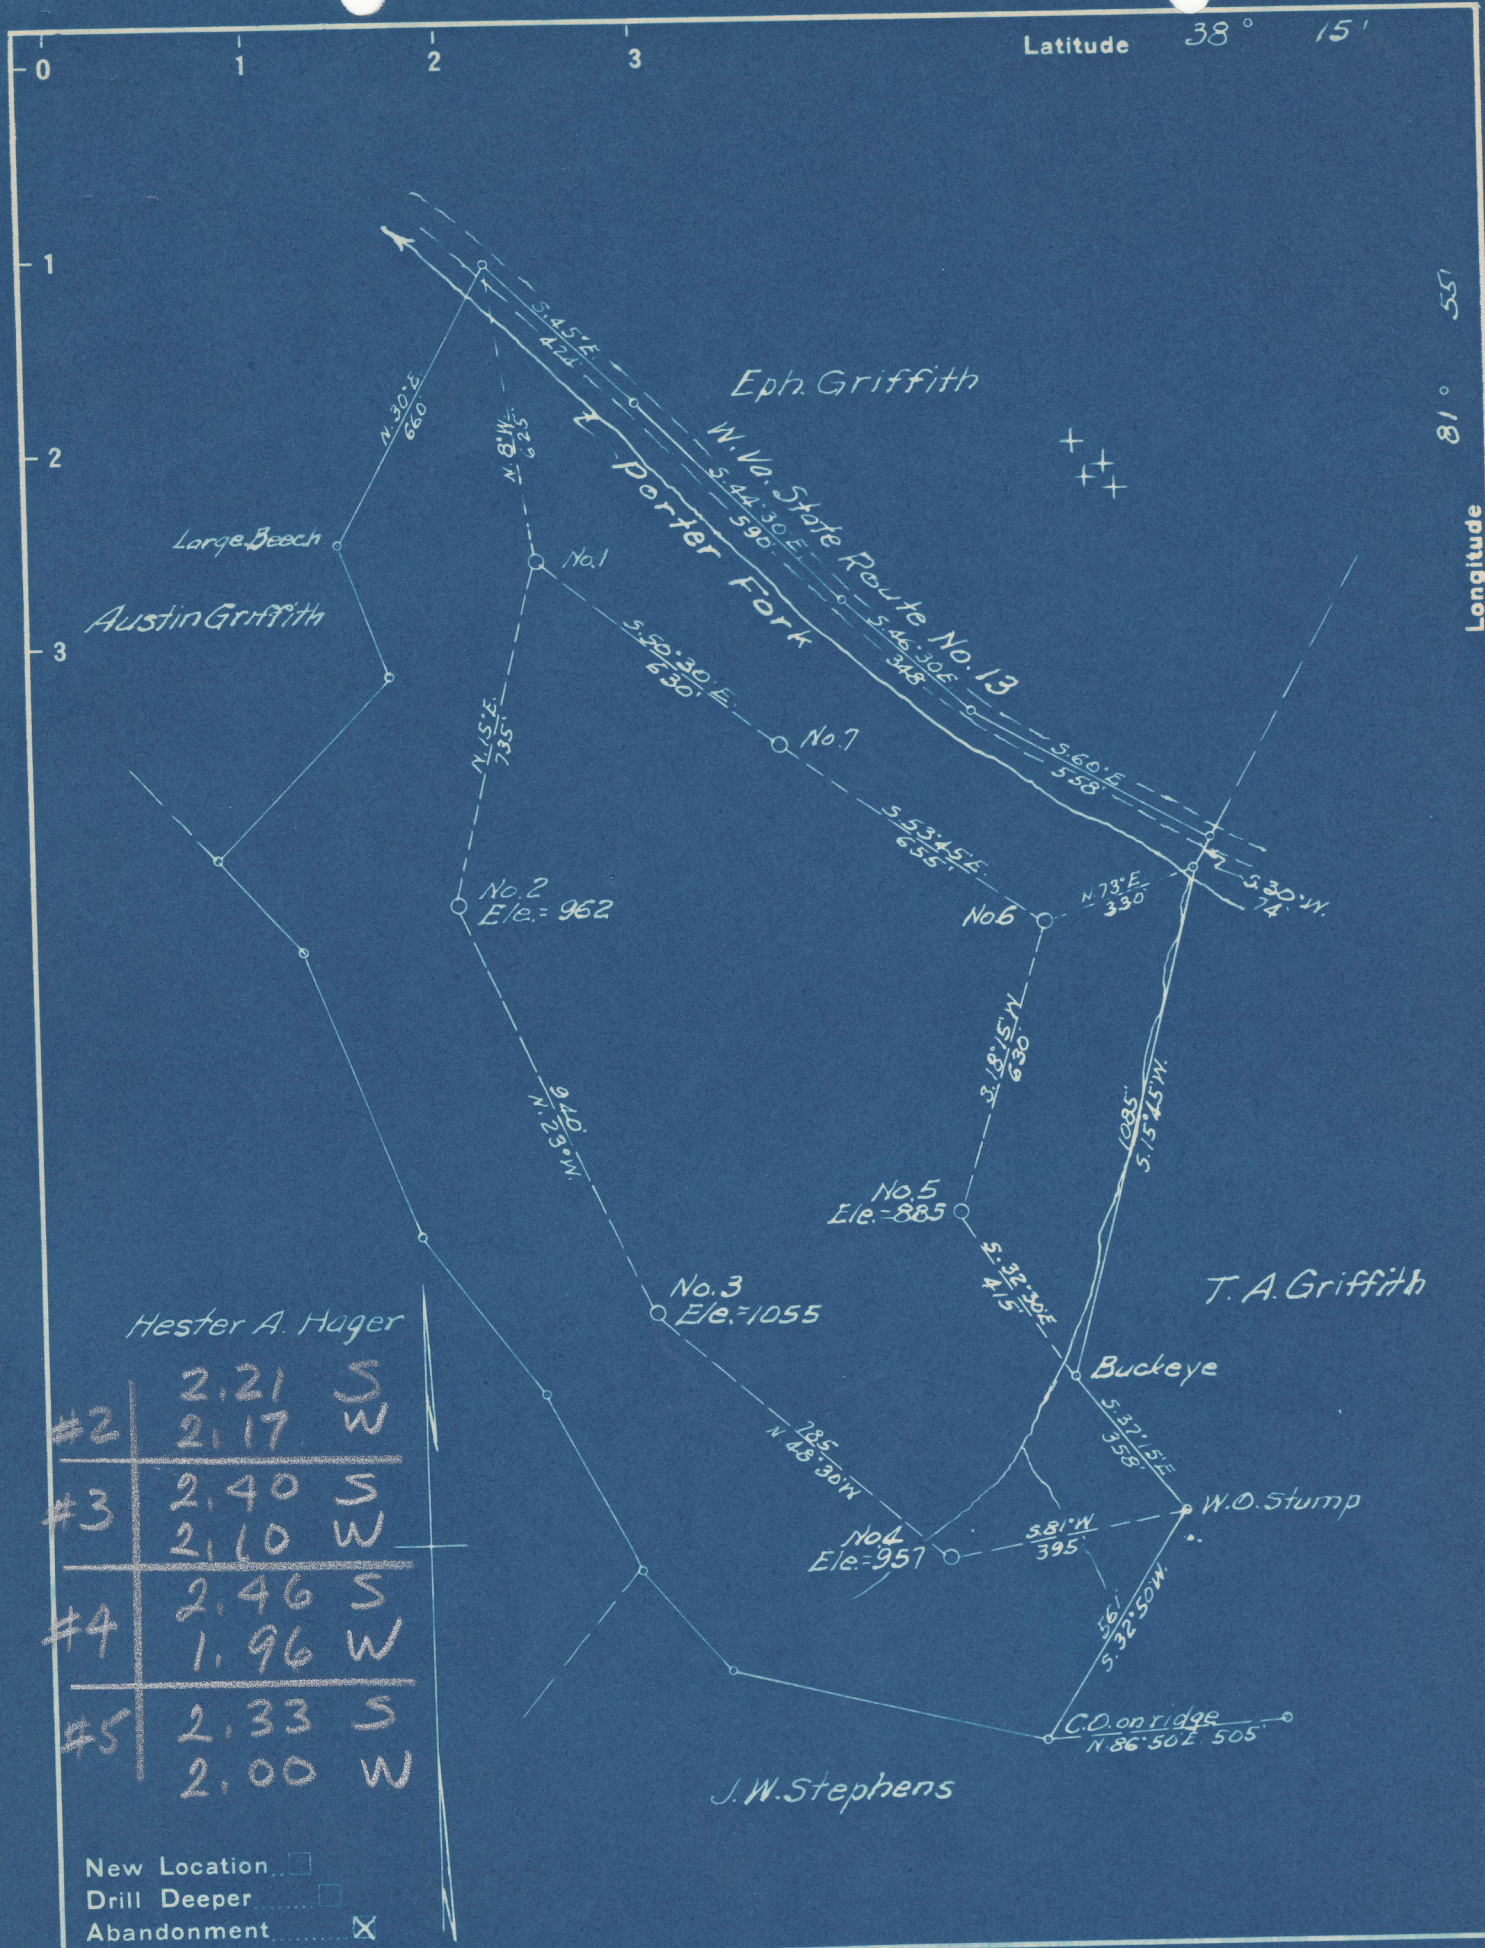 Latitude 38° 15'
0 1 2 3
1
2
3
Longitude 81° 55'
S.45°E.
424'
Eph. Griffith
N.30°E.
660'
N.8°W.
625
W.Va. State Route No.13
S.44°30'E.
590'
Porter Fork
Large Beech
No.1
Austin Griffith
S.46°30'E
348
S.50°30'E.
630'
N.15°E.
735'
No.7
S.60°E
558'
S.53°45'E.
655'
No.2
Ele.=962
No.6
N.73°E.
330'
S.30°W.
74'
S.18°15'W
630'
940'
N.23°W.
1085'
S.15°45'W.
No.5
Ele.=885
S.32°30'E
415'
No.3
Ele.=1055
T.A.Griffith
Hester A. Hager
Buckeye
#2 2.21 S
2.17 W
#3 2.40 S
2.10 W
#4 2.46 S
1.96 W
#5 2.33 S
2.00 W
785
N48°30'W
S.37°15'E
358'
W.O.Stump
No.4
Ele.=957
S.81°W
395'
561
S.32°50'W.
C.O. on ridge
N.86°50'E. 505'
J.W.Stephens
New Location
Drill Deeper
Abandonment X